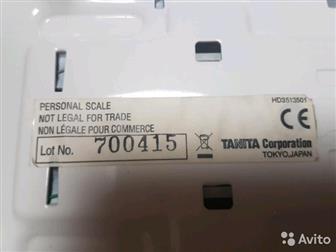 HDS513501
PERSONAL SCALE
NOT LEGAL FOR TRADE
NON LÉGALE POUR COMMERCE
Lot No. 700415
CE
TANITA Corporation
TOKYO,JAPAN
Avito